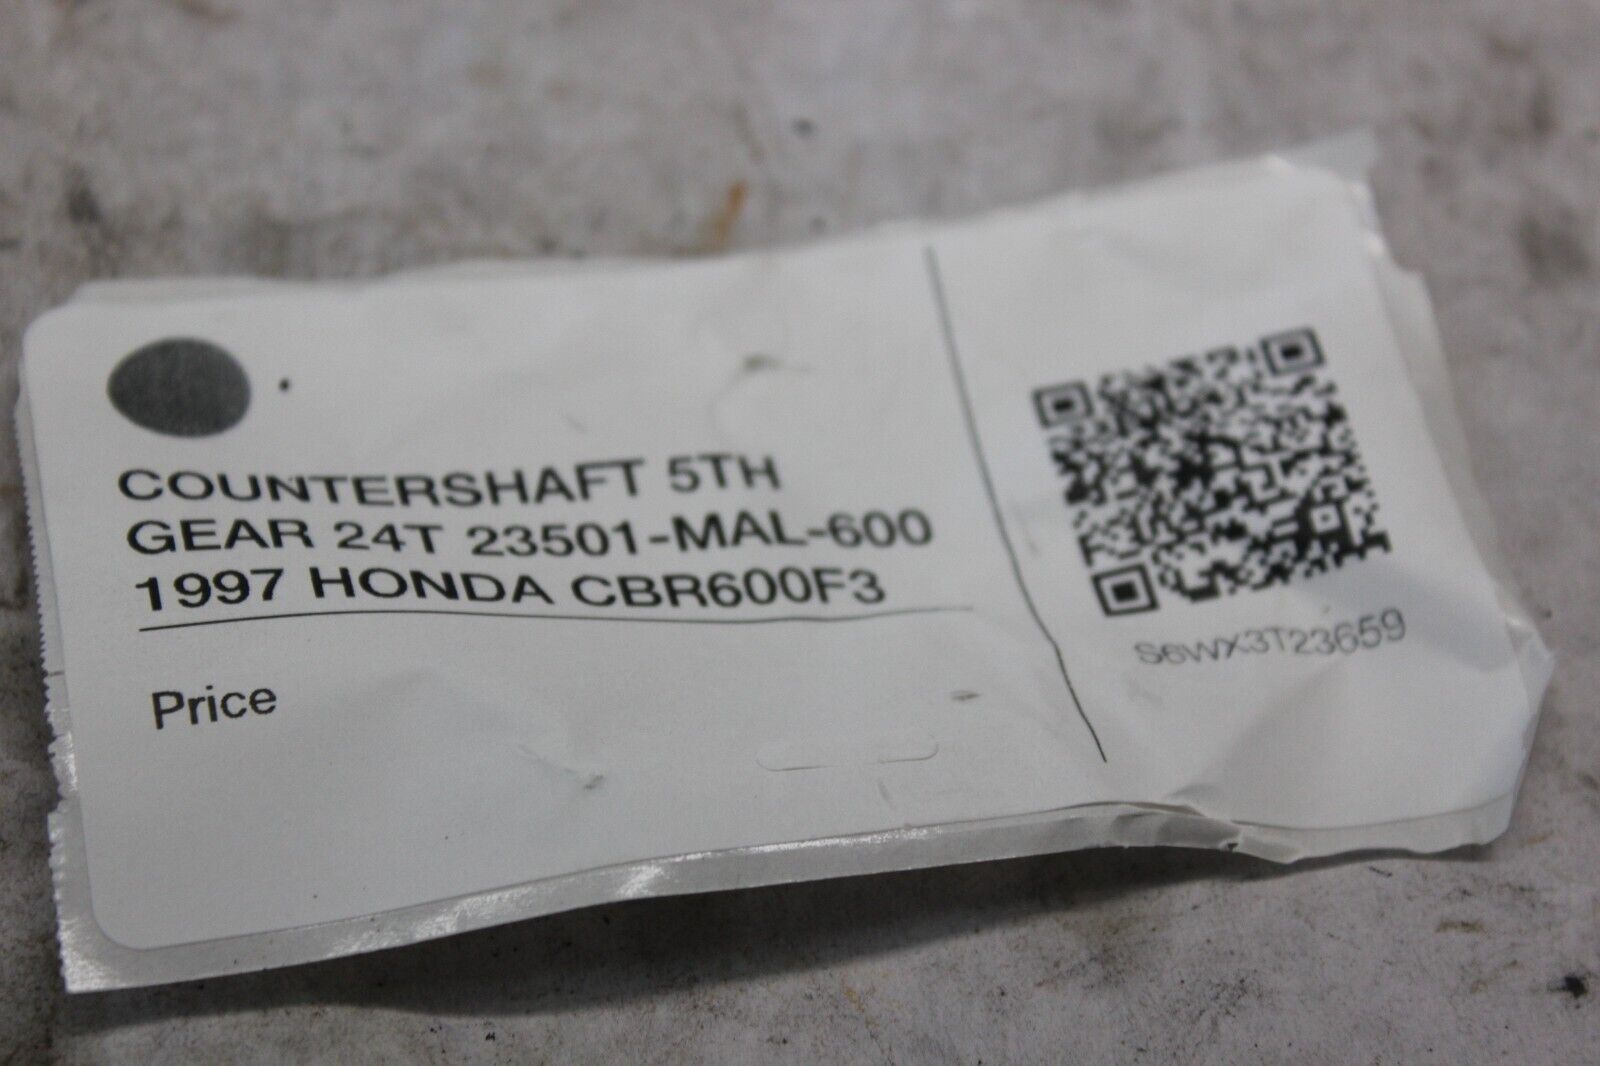 COUNTERSHAFT 5TH
GEAR 24T 23501-MAL-600
1997 HONDA CBR600F3
Price
S6WX3T23659